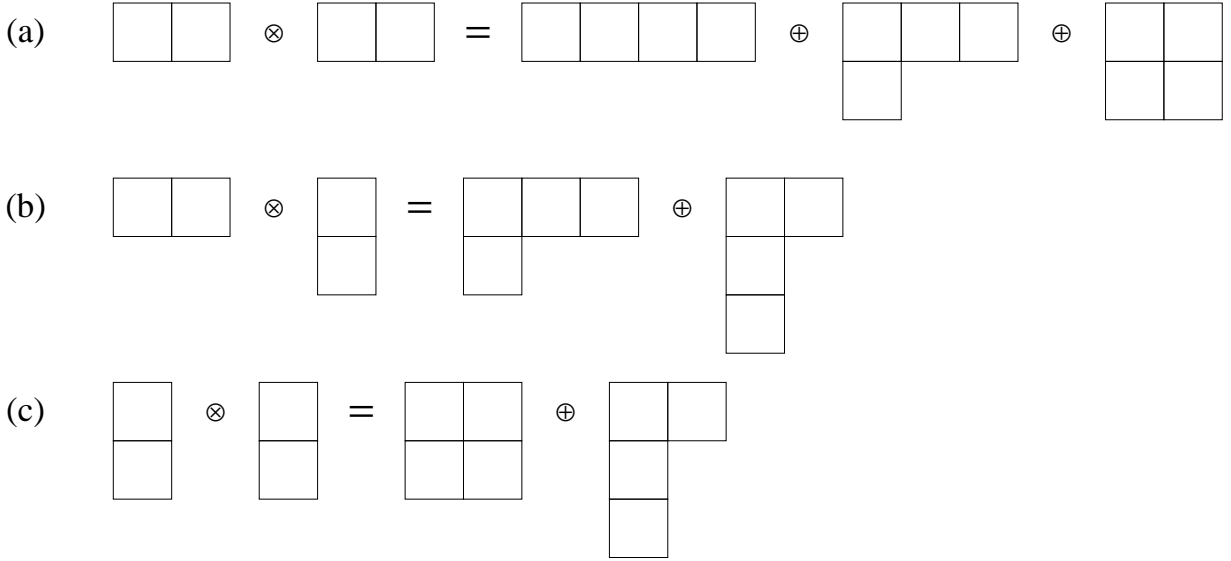 (a) ⊗ = ⊕ ⊕
(b) ⊗ = ⊕
(c) ⊗ = ⊕